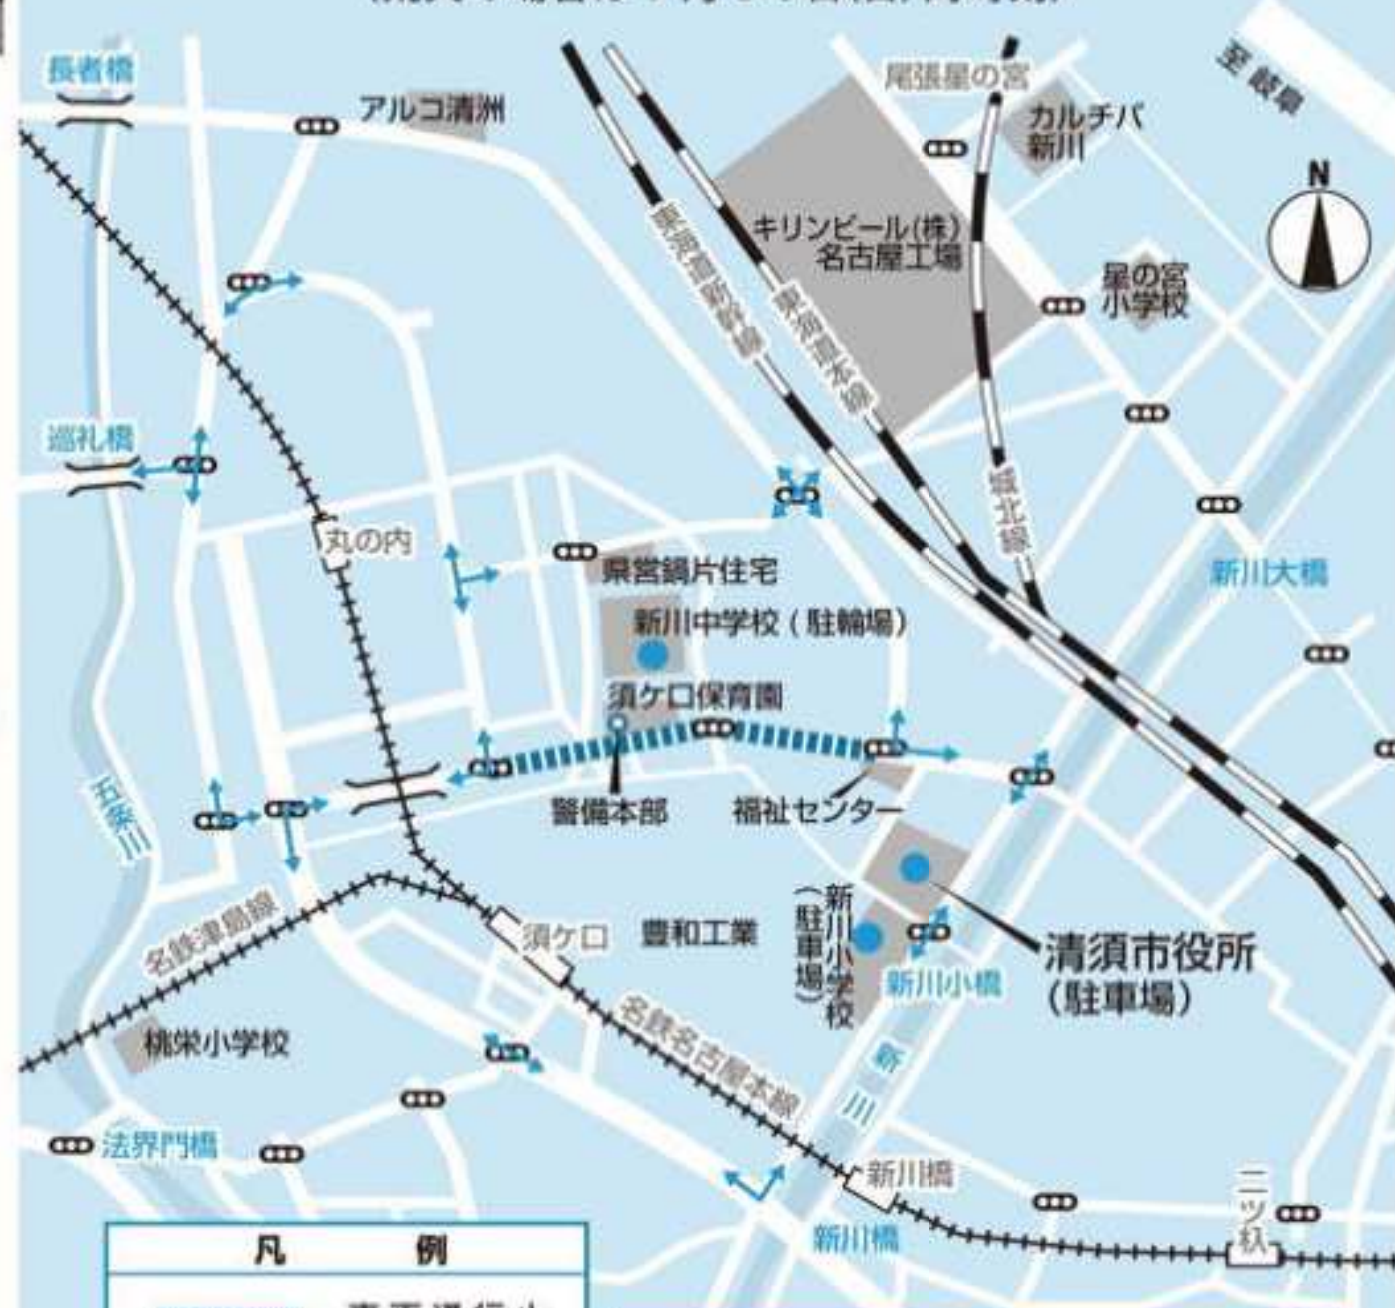 長者橋
アルコ清洲
尾張星の宮
カルチバ
新川
至 岐阜
N
キリンビール(株)
名古屋工場
星の宮
小学校
東海道新幹線
東海道本線
巡礼橋
城北線
丸の内
県営鍋片住宅
新川大橋
新川中学校(駐輪場)
須ケ口保育園
五条川
警備本部
福祉センター
名鉄津島線
須ケ口
豊和工業
新川小学校
(駐車場)
清須市役所
(駐車場)
新川小橋
桃栄小学校
名鉄名古屋本線
新川
法界門橋
新川橋
新川橋
二ツ杁
凡 例